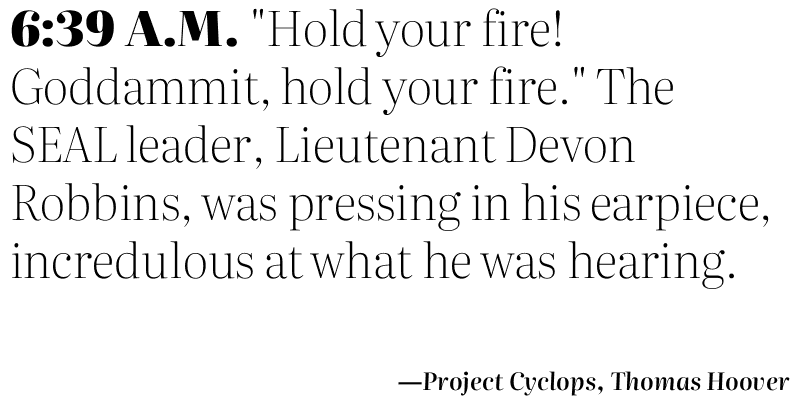 6:39 A.M. "Hold your fire!
Goddammit, hold your fire." The
SEAL leader, Lieutenant Devon
Robbins, was pressing in his earpiece,
incredulous at what he was hearing.
—Project Cyclops, Thomas Hoover